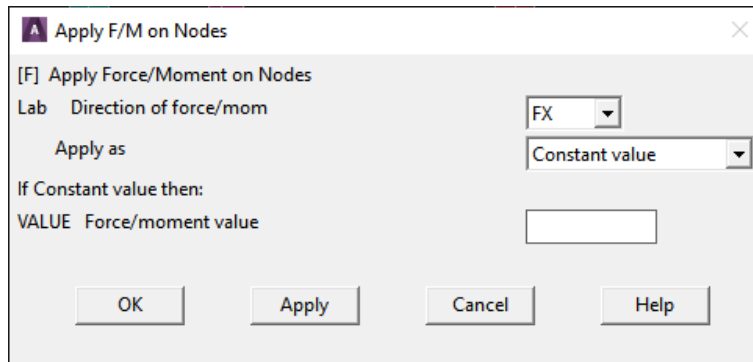 Apply F/M on Nodes
[F] Apply Force/Moment on Nodes
Lab Direction of force/mom FX
Apply as Constant value
If Constant value then:
VALUE Force/moment value
OK Apply Cancel Help